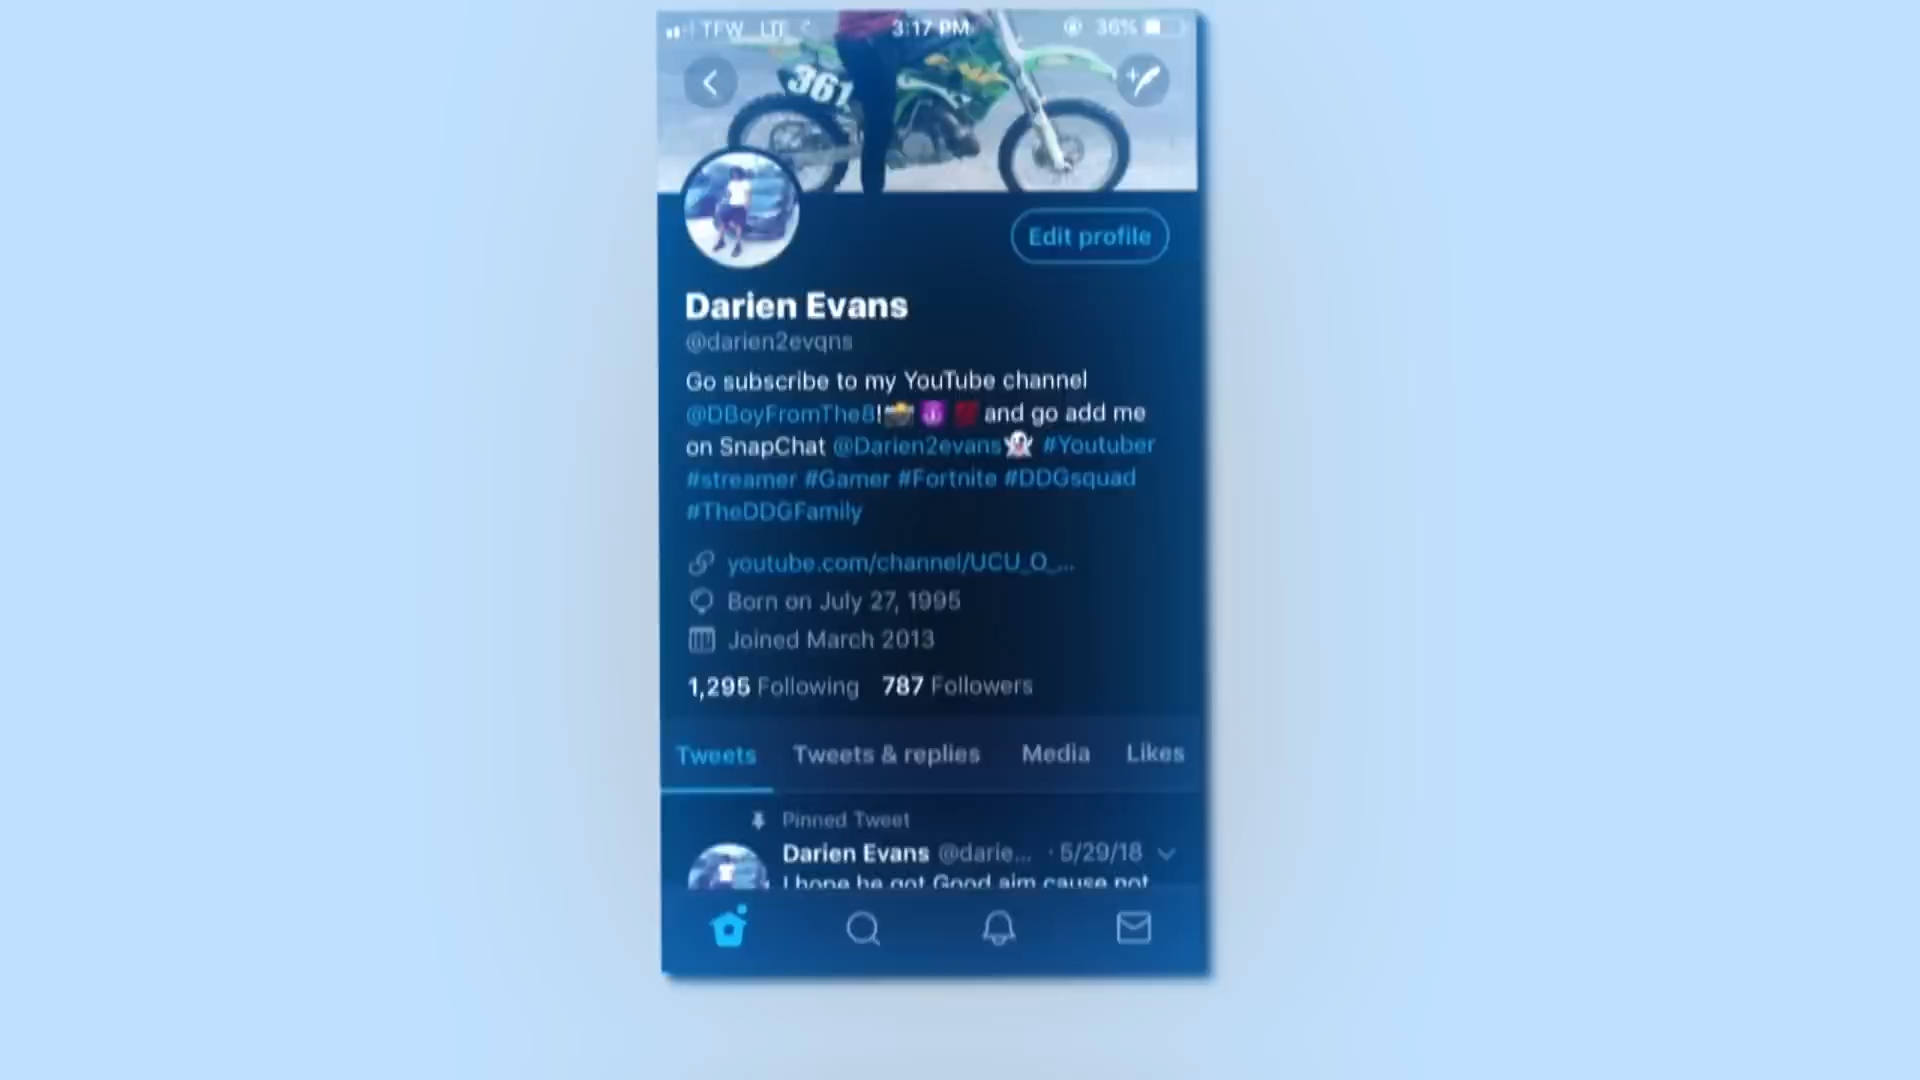 TFW LTE 3:17 PM 36%
361
Edit profile
Darien Evans
@darien2evqns
Go subscribe to my YouTube channel
@DBoyFromThe8!📸😈💯 and go add me
on SnapChat @Darien2evans👻 #Youtuber
#streamer #Gamer #Fortnite #DDGsquad
#TheDDGFamily
youtube.com/channel/UCU_O_...
Born on July 27, 1995
Joined March 2013
1,295 Following 787 Followers
Tweets Tweets & replies Media Likes
Pinned Tweet
Darien Evans @darie... · 5/29/18
I hope he got Good aim cause not